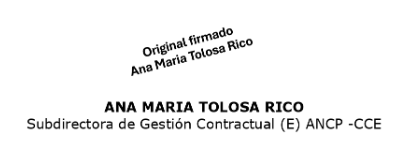 Original firmado
Ana Maria Tolosa Rico
ANA MARIA TOLOSA RICO
Subdirectora de Gestión Contractual (E) ANCP -CCE